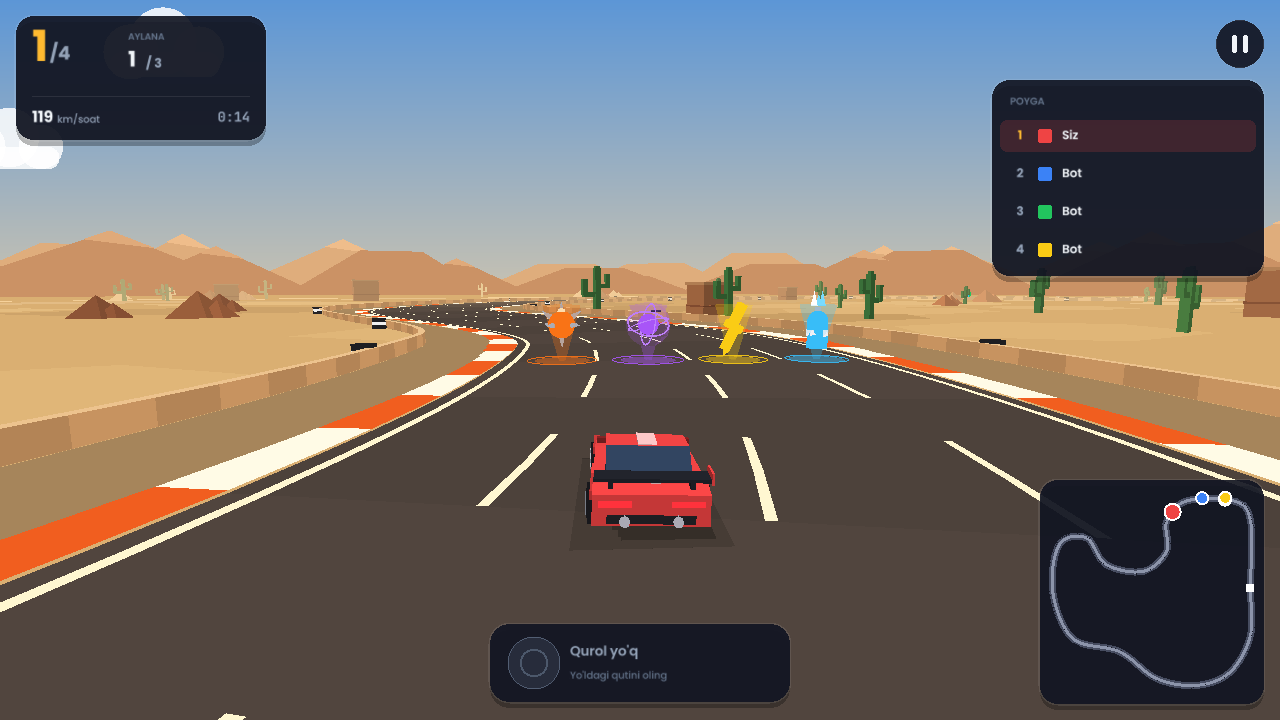 1/4
AYLANA
1 / 3
119 km/soat 0:14
POYGA
1 Siz
2 Bot
3 Bot
4 Bot
Qurol yo'q
Yo'ldagi qutini oling